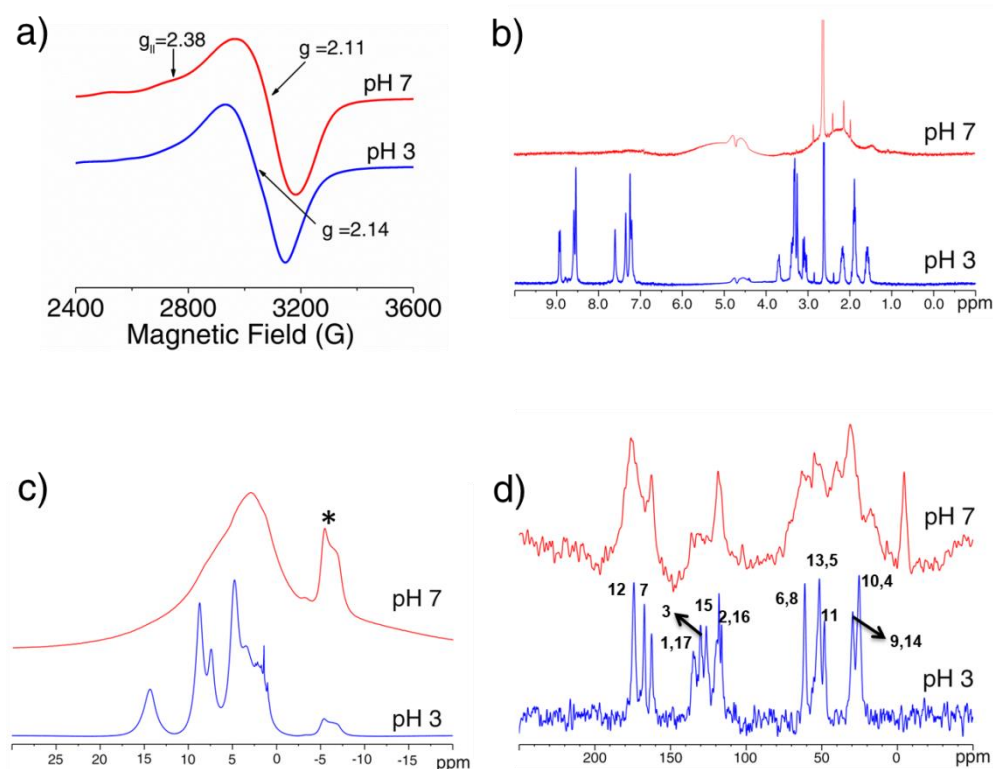 a)
g||=2.38
g =2.11
pH 7
pH 3
g =2.14
2400 2800 3200 3600
Magnetic Field (G)
b)
pH 7
pH 3
9.0 8.0 7.0 6.0 5.0 4.0 3.0 2.0 1.0 0.0 ppm
c)
*
pH 7
pH 3
25 20 15 10 5 0 -5 -10 -15 ppm
d)
pH 7
12 7 3 1,17 15 2,16 6,8 13,5 11 10,4 9,14
pH 3
200 150 100 50 0 ppm